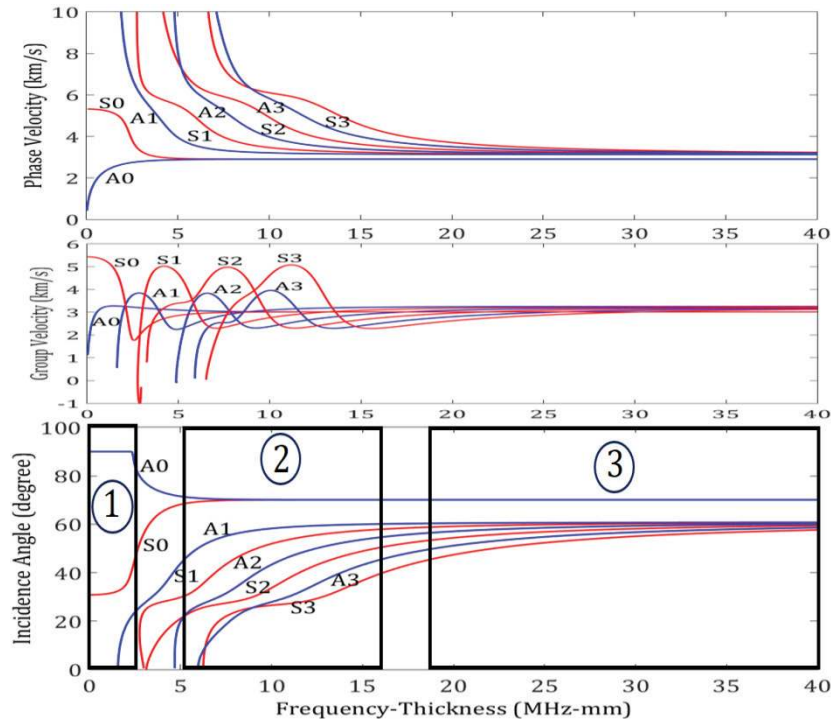 10
8
6
4
2
0
Phase Velocity (km/s)
S0
A1
A2
A3
S1
S2
S3
A0
0
5
10
15
20
25
30
35
40
6
5
4
3
2
1
0
-1
Group Velocity (km/s)
S0
S1
S2
S3
A0
A1
A2
A3
0
5
10
15
20
25
30
35
40
100
80
60
40
20
0
Incidence Angle (degree)
1
2
3
A0
S0
A1
S1
A2
S2
A3
S3
0
5
10
15
20
25
30
35
40
Frequency-Thickness (MHz-mm)